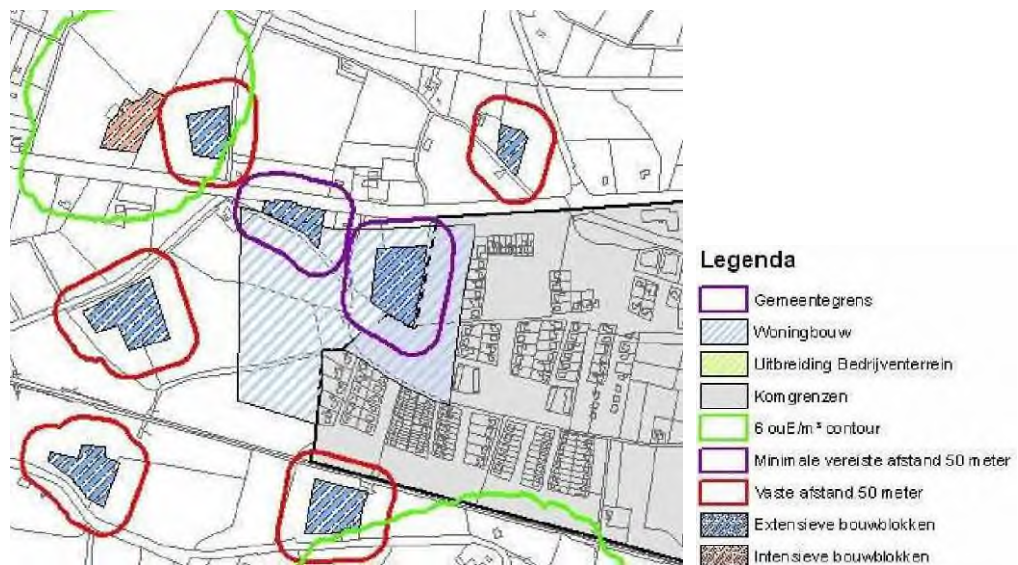 Legenda
Gemeentegrens
Woningbouw
Uitbreiding Bedrijventerrein
Komgrenzen
6 ouE/m³ contour
Minimale vereiste afstand 50 meter
Vaste afstand 50 meter
Extensieve bouwblokken
Intensieve bouwblokken